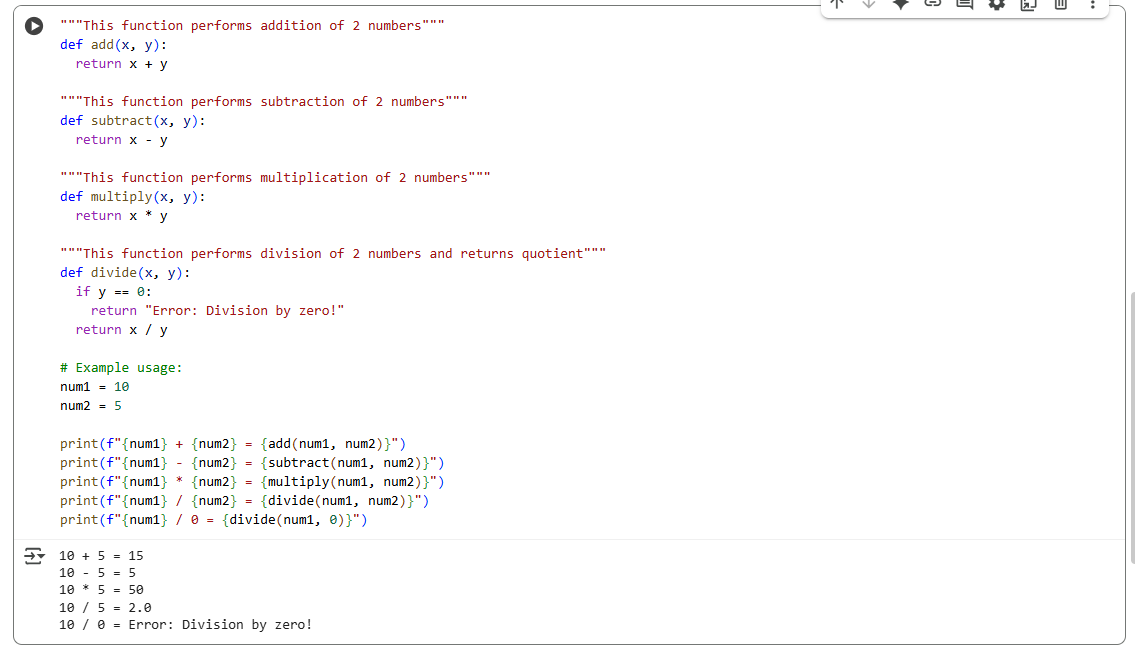 """This function performs addition of 2 numbers"""
def add(x, y):
  return x + y

"""This function performs subtraction of 2 numbers"""
def subtract(x, y):
  return x - y

"""This function performs multiplication of 2 numbers"""
def multiply(x, y):
  return x * y

"""This function performs division of 2 numbers and returns quotient"""
def divide(x, y):
  if y == 0:
    return "Error: Division by zero!"
  return x / y

# Example usage:
num1 = 10
num2 = 5

print(f"{num1} + {num2} = {add(num1, num2)}")
print(f"{num1} - {num2} = {subtract(num1, num2)}")
print(f"{num1} * {num2} = {multiply(num1, num2)}")
print(f"{num1} / {num2} = {divide(num1, num2)}")
print(f"{num1} / 0 = {divide(num1, 0)}")

10 + 5 = 15
10 - 5 = 5
10 * 5 = 50
10 / 5 = 2.0
10 / 0 = Error: Division by zero!